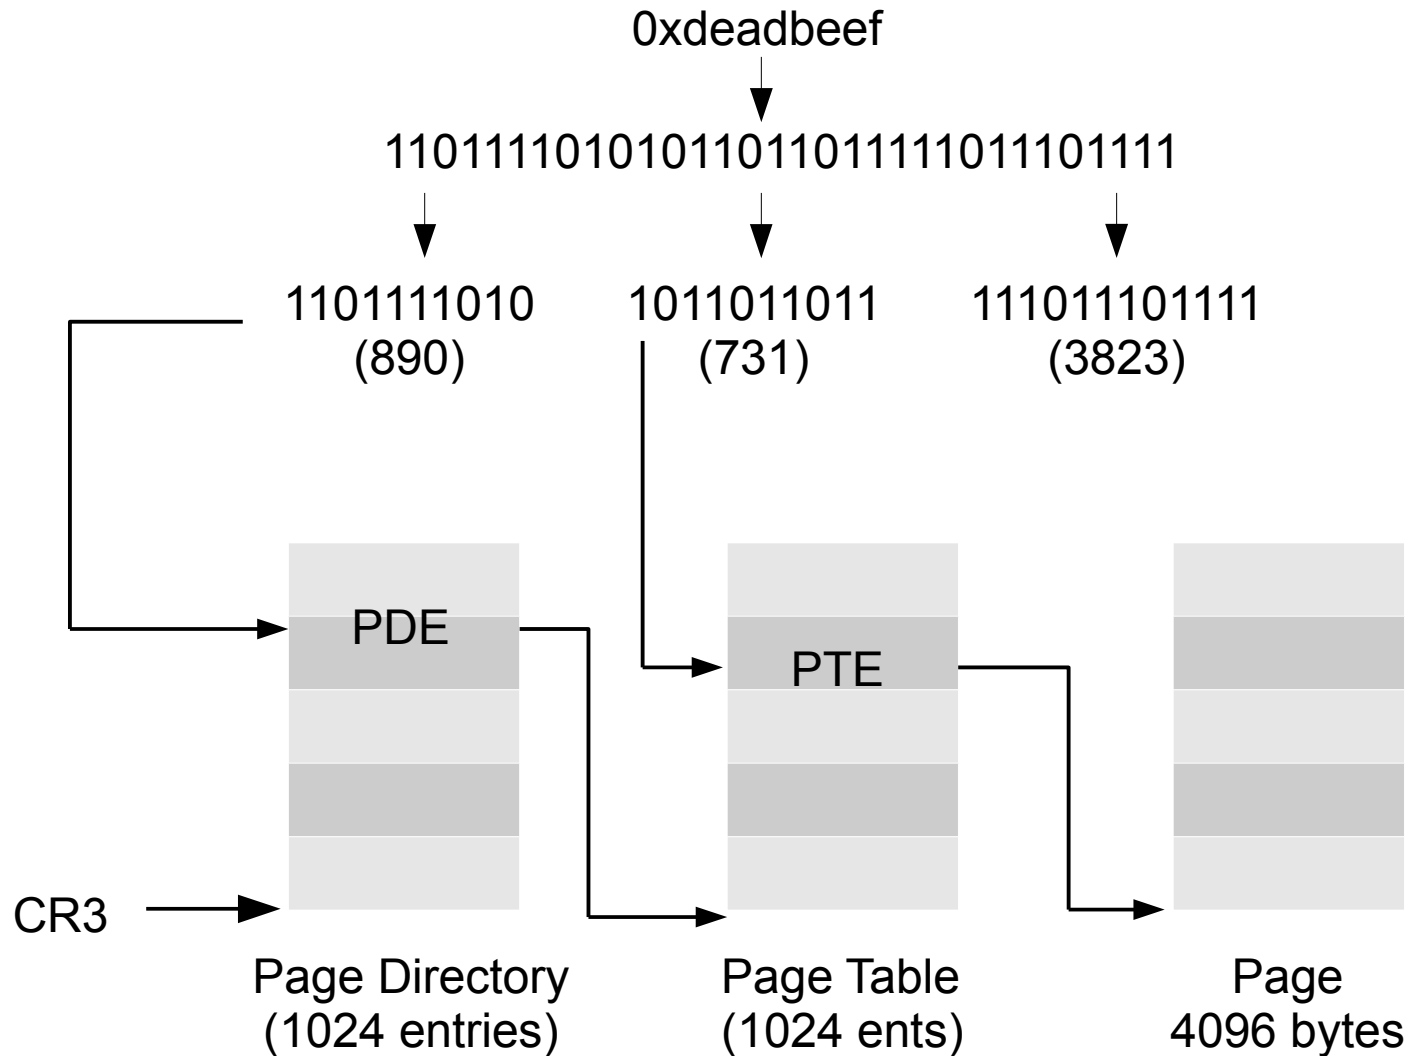 0xdeadbeef
11011110101011011011111011101111
1101111010
1011011011
111011101111
(890)
(731)
(3823)
PDE
PTE
CR3
Page Directory
(1024 entries)
Page Table
(1024 ents)
Page
4096 bytes